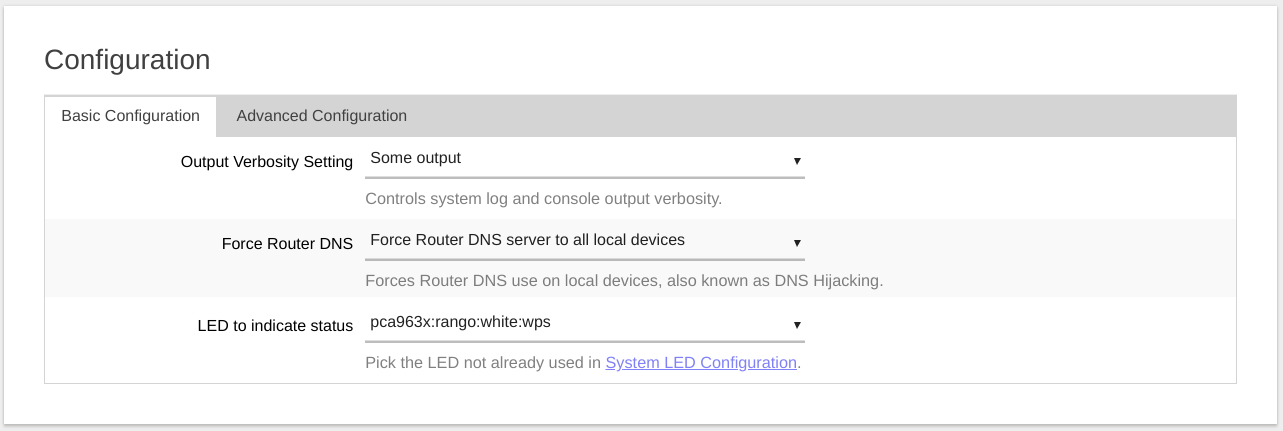 Configuration
Basic Configuration Advanced Configuration
Output Verbosity Setting Some output
Controls system log and console output verbosity.
Force Router DNS Force Router DNS server to all local devices
Forces Router DNS use on local devices, also known as DNS Hijacking.
LED to indicate status pca963x:rango:white:wps
Pick the LED not already used in System LED Configuration.